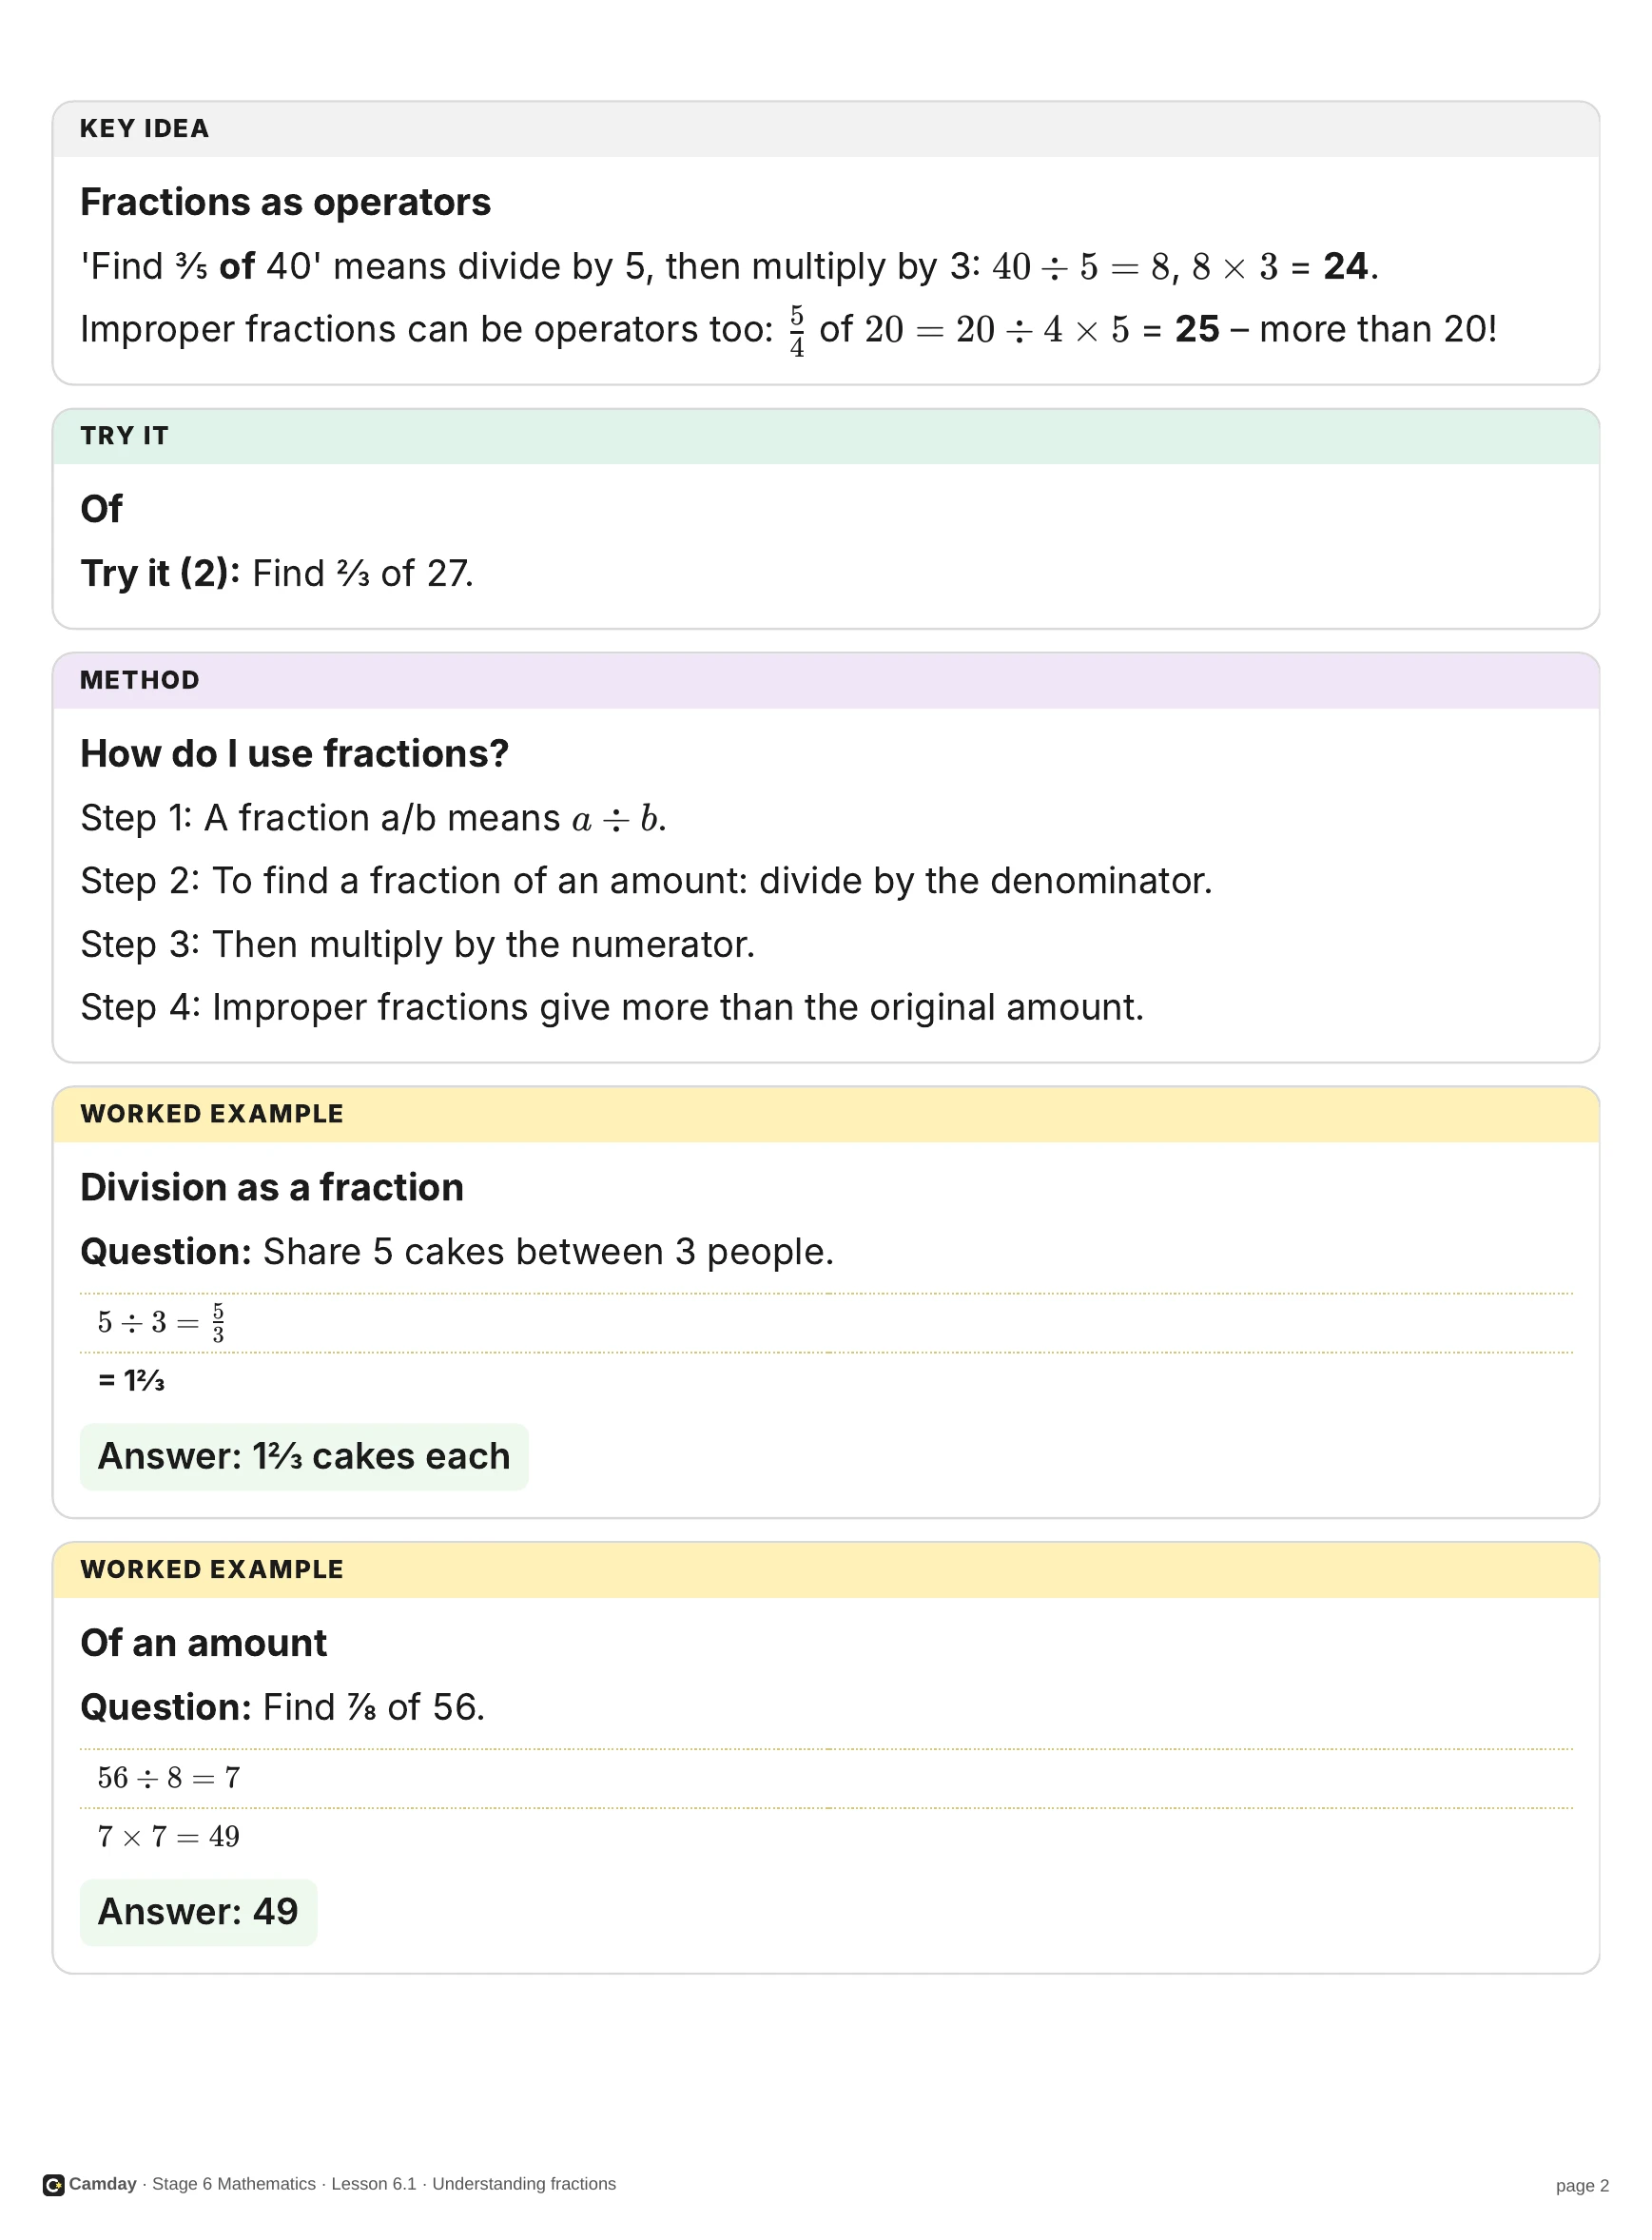 KEY IDEA
Fractions as operators
'Find ⅗ of 40' means divide by 5, then multiply by 3: 40 ÷ 5 = 8, 8 × 3 = 24.
Improper fractions can be operators too: 5/4 of 20 = 20 ÷ 4 × 5 = 25 – more than 20!
TRY IT
Of
Try it (2): Find ⅔ of 27.
METHOD
How do I use fractions?
Step 1: A fraction a/b means a ÷ b.
Step 2: To find a fraction of an amount: divide by the denominator.
Step 3: Then multiply by the numerator.
Step 4: Improper fractions give more than the original amount.
WORKED EXAMPLE
Division as a fraction
Question: Share 5 cakes between 3 people.
5 ÷ 3 = 5/3
= 1⅔
Answer: 1⅔ cakes each
WORKED EXAMPLE
Of an amount
Question: Find ⅞ of 56.
56 ÷ 8 = 7
7 × 7 = 49
Answer: 49
Camday · Stage 6 Mathematics · Lesson 6.1 · Understanding fractions
page 2